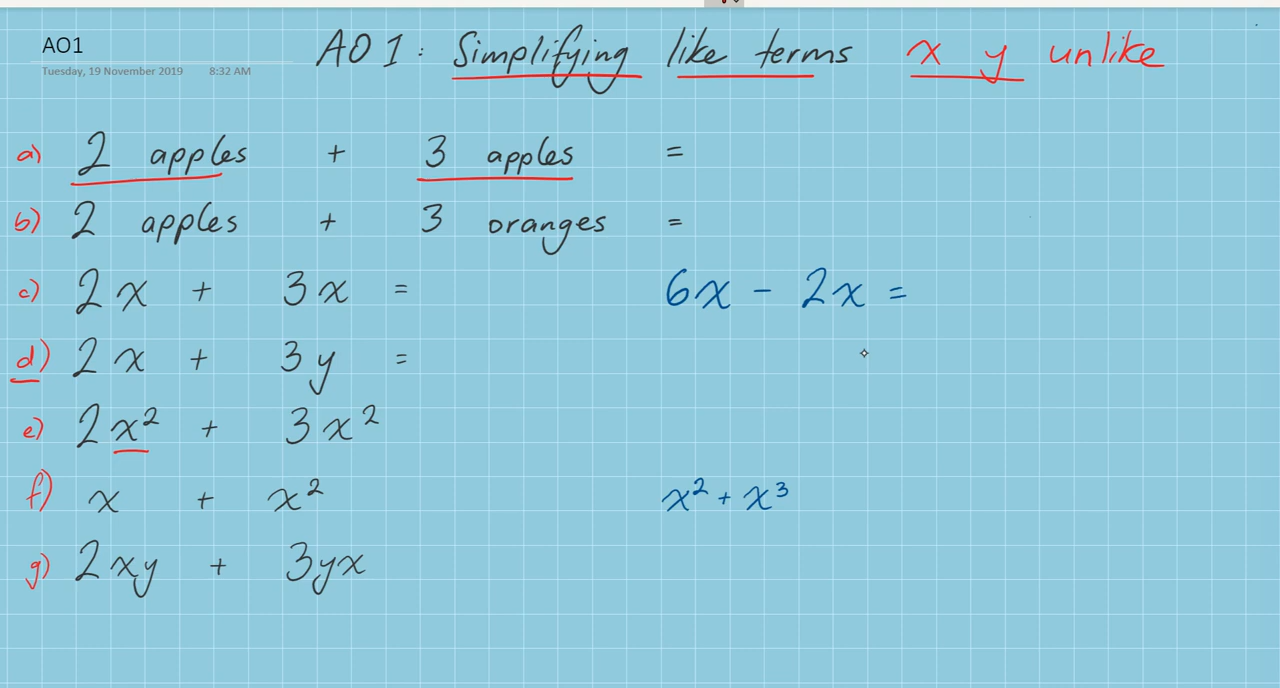 AO1
Tuesday, 19 November 2019 8:32 AM
AO1: Simplifying like terms x y unlike
a) 2 apples + 3 apples =
b) 2 apples + 3 oranges =
c) 2x + 3x = 6x - 2x =
d) 2x + 3y =
e) 2x² + 3x²
f) x + x² x² + x³
g) 2xy + 3yx